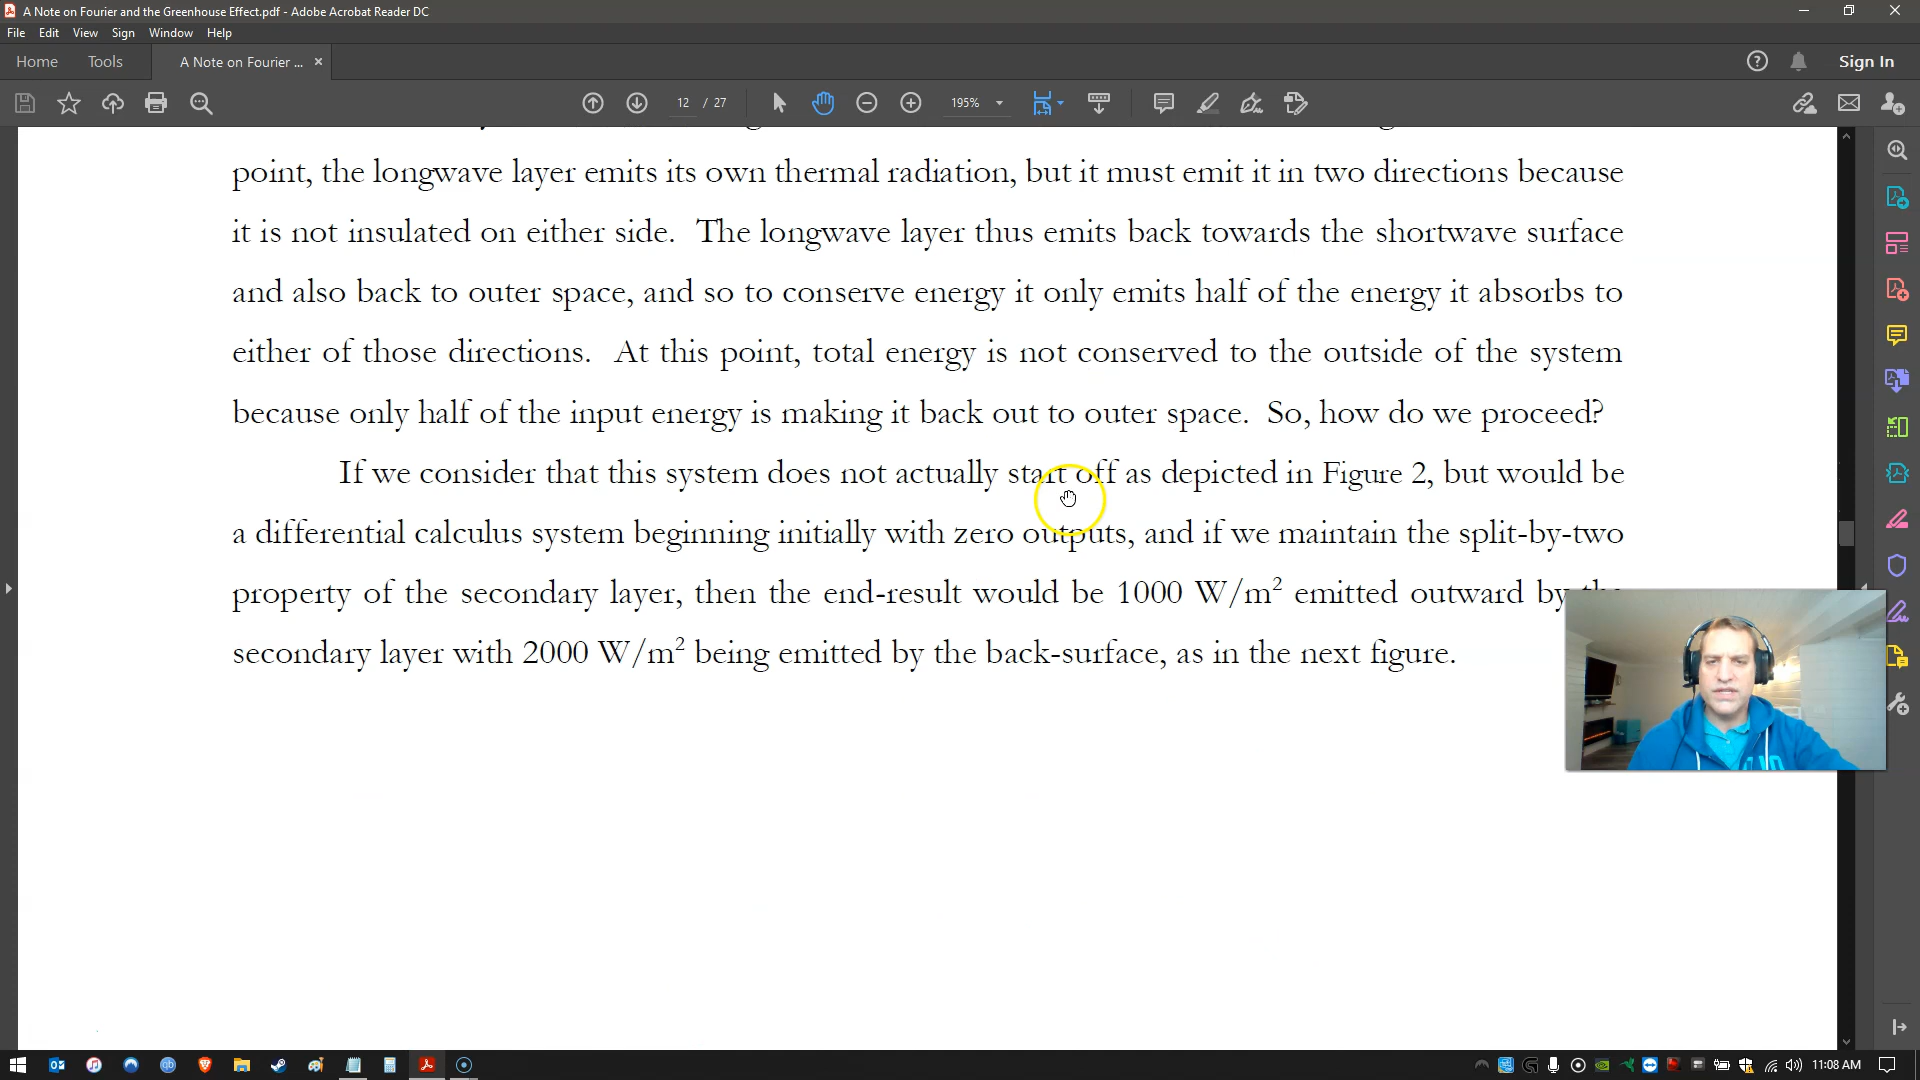 A Note on Fourier and the Greenhouse Effect.pdf - Adobe Acrobat Reader DC
File Edit View Sign Window Help
Home Tools A Note on Fourier ... × Sign In
12 / 27 195%
point, the longwave layer emits its own thermal radiation, but it must emit it in two directions because
it is not insulated on either side. The longwave layer thus emits back towards the shortwave surface
and also back to outer space, and so to conserve energy it only emits half of the energy it absorbs to
either of those directions. At this point, total energy is not conserved to the outside of the system
because only half of the input energy is making it back out to outer space. So, how do we proceed?
If we consider that this system does not actually start off as depicted in Figure 2, but would be
a differential calculus system beginning initially with zero outputs, and if we maintain the split-by-two
property of the secondary layer, then the end-result would be 1000 W/m² emitted outward by the
secondary layer with 2000 W/m² being emitted by the back-surface, as in the next figure.
11:08 AM